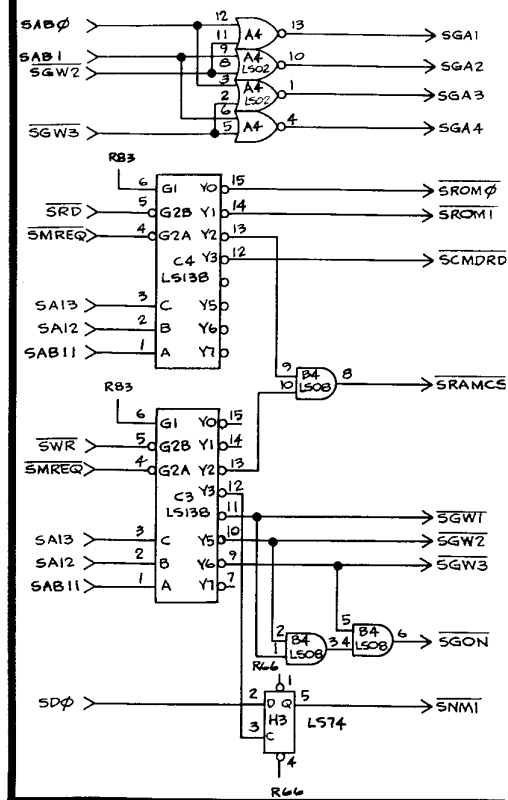 SABØ 12 13 SGA1
11 A4
SAB1 9 10 SGA2
SGW2 8 A4 LS02
3 A4 LS02 1 SGA3
2
6 A4 4 SGA4
SGW3 5
R83
6 G1 Y0 15 SROMØ
SRD 5 G2B Y1 14 SROM1
SMREQ 4 G2A Y2 13
C4 Y3 12 SCMDRD
LS138
SA13 3 C Y5
SA12 2 B Y6
SAB11 1 A Y7
9 B4 8 SRAMCS
10 LS08
R83
6 G1 Y0 15
SWR 5 G2B Y1 14
SMREQ 4 G2A Y2 13
C3 Y3 12
LS138 11 SGW1
SA13 3 C Y5 10 SGW2
SA12 2 B Y6 9 SGW3
SAB11 1 A Y7 7
5 B4 6 SGON
2 B4 3 4 LS08
1 LS08
R66
1
SDØ 2 D Q 5 SNMI
H3 LS74
3 C
4
R66